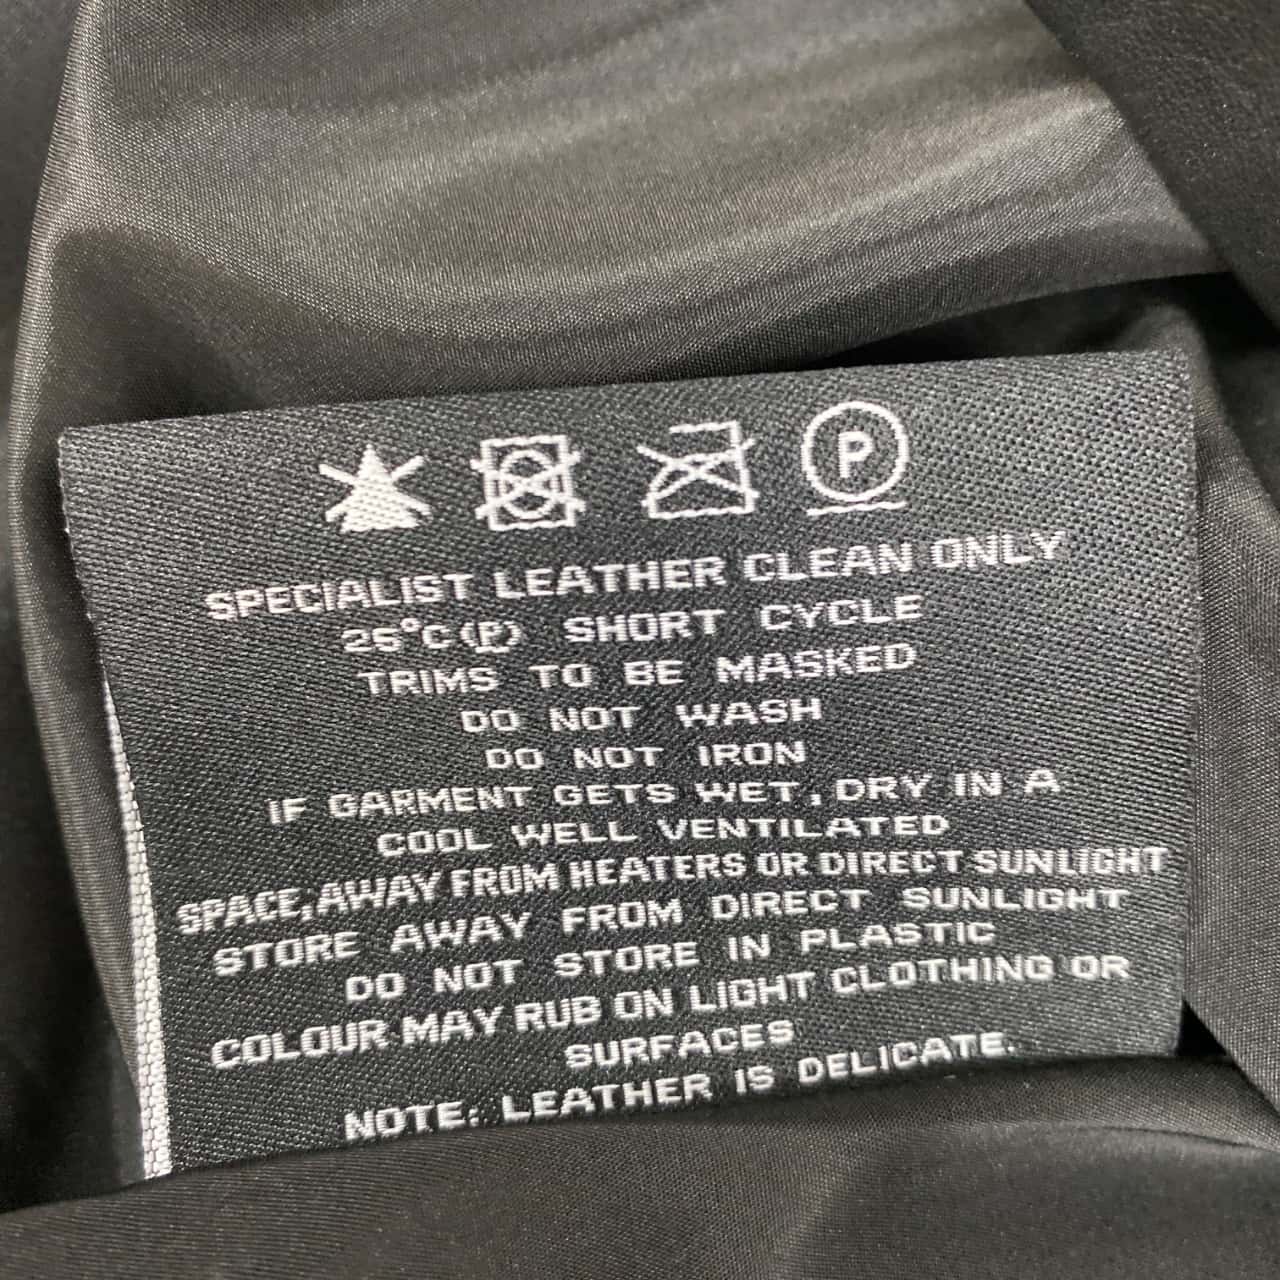 P
SPECIALIST LEATHER CLEAN ONLY
25°C (P) SHORT CYCLE
TRIMS TO BE MASKED
DO NOT WASH
DO NOT IRON
IF GARMENT GETS WET, DRY IN A
COOL WELL VENTILATED
SPACE, AWAY FROM HEATERS OR DIRECT SUNLIGHT
STORE AWAY FROM DIRECT SUNLIGHT
DO NOT STORE IN PLASTIC
COLOUR MAY RUB ON LIGHT CLOTHING OR
SURFACES
NOTE: LEATHER IS DELICATE.